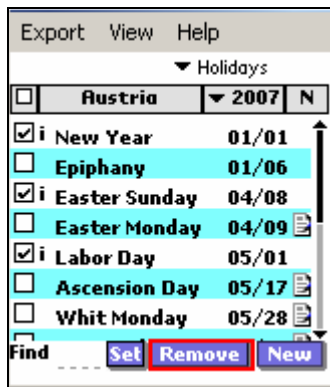 Export View Help
Holidays
Austria 2007 N
i New Year 01/01
Epiphany 01/06
i Easter Sunday 04/08
Easter Monday 04/09
i Labor Day 05/01
Ascension Day 05/17
Whit Monday 05/28
Find Set Remove New